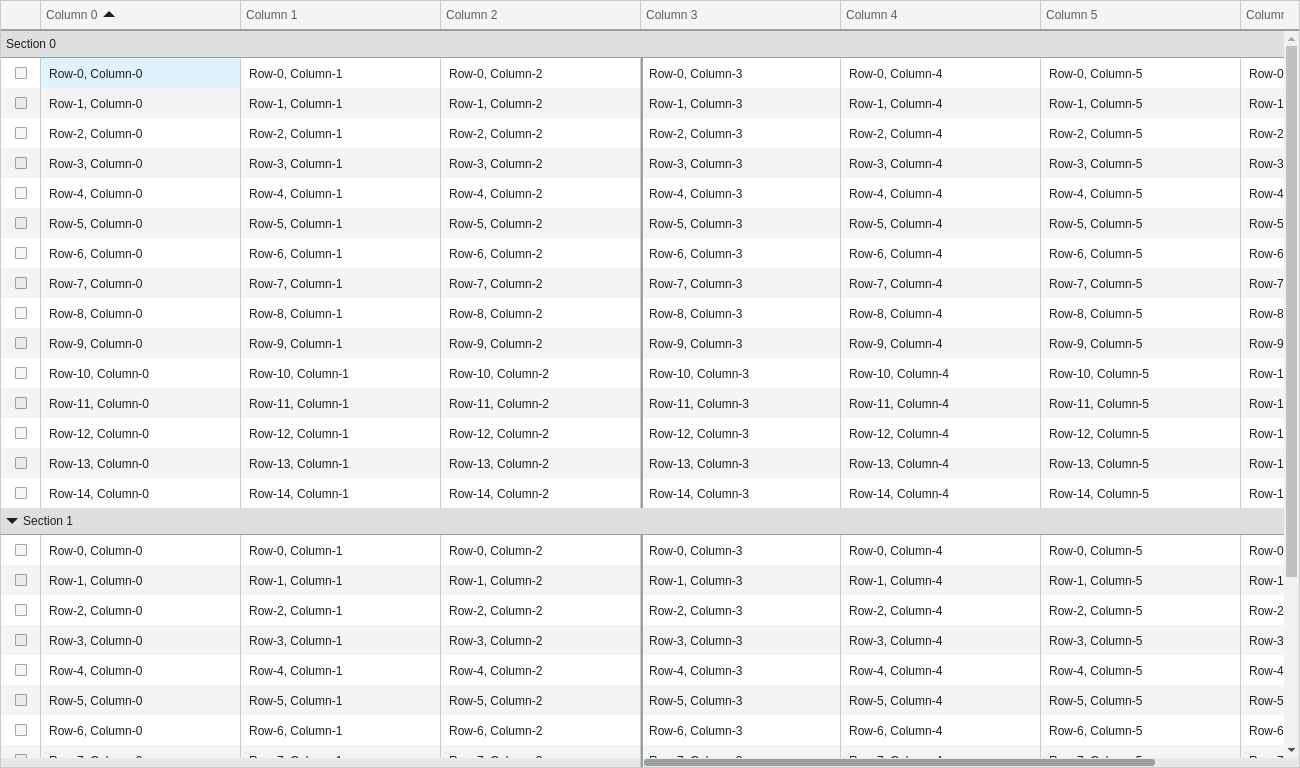 Column 0 Column 1 Column 2 Column 3 Column 4 Column 5 Column
Section 0
Row-0, Column-0 Row-0, Column-1 Row-0, Column-2 Row-0, Column-3 Row-0, Column-4 Row-0, Column-5 Row-0
Row-1, Column-0 Row-1, Column-1 Row-1, Column-2 Row-1, Column-3 Row-1, Column-4 Row-1, Column-5 Row-1
Row-2, Column-0 Row-2, Column-1 Row-2, Column-2 Row-2, Column-3 Row-2, Column-4 Row-2, Column-5 Row-2
Row-3, Column-0 Row-3, Column-1 Row-3, Column-2 Row-3, Column-3 Row-3, Column-4 Row-3, Column-5 Row-3
Row-4, Column-0 Row-4, Column-1 Row-4, Column-2 Row-4, Column-3 Row-4, Column-4 Row-4, Column-5 Row-4
Row-5, Column-0 Row-5, Column-1 Row-5, Column-2 Row-5, Column-3 Row-5, Column-4 Row-5, Column-5 Row-5
Row-6, Column-0 Row-6, Column-1 Row-6, Column-2 Row-6, Column-3 Row-6, Column-4 Row-6, Column-5 Row-6
Row-7, Column-0 Row-7, Column-1 Row-7, Column-2 Row-7, Column-3 Row-7, Column-4 Row-7, Column-5 Row-7
Row-8, Column-0 Row-8, Column-1 Row-8, Column-2 Row-8, Column-3 Row-8, Column-4 Row-8, Column-5 Row-8
Row-9, Column-0 Row-9, Column-1 Row-9, Column-2 Row-9, Column-3 Row-9, Column-4 Row-9, Column-5 Row-9
Row-10, Column-0 Row-10, Column-1 Row-10, Column-2 Row-10, Column-3 Row-10, Column-4 Row-10, Column-5 Row-1
Row-11, Column-0 Row-11, Column-1 Row-11, Column-2 Row-11, Column-3 Row-11, Column-4 Row-11, Column-5 Row-1
Row-12, Column-0 Row-12, Column-1 Row-12, Column-2 Row-12, Column-3 Row-12, Column-4 Row-12, Column-5 Row-1
Row-13, Column-0 Row-13, Column-1 Row-13, Column-2 Row-13, Column-3 Row-13, Column-4 Row-13, Column-5 Row-1
Row-14, Column-0 Row-14, Column-1 Row-14, Column-2 Row-14, Column-3 Row-14, Column-4 Row-14, Column-5 Row-1
Section 1
Row-0, Column-0 Row-0, Column-1 Row-0, Column-2 Row-0, Column-3 Row-0, Column-4 Row-0, Column-5 Row-0
Row-1, Column-0 Row-1, Column-1 Row-1, Column-2 Row-1, Column-3 Row-1, Column-4 Row-1, Column-5 Row-1
Row-2, Column-0 Row-2, Column-1 Row-2, Column-2 Row-2, Column-3 Row-2, Column-4 Row-2, Column-5 Row-2
Row-3, Column-0 Row-3, Column-1 Row-3, Column-2 Row-3, Column-3 Row-3, Column-4 Row-3, Column-5 Row-3
Row-4, Column-0 Row-4, Column-1 Row-4, Column-2 Row-4, Column-3 Row-4, Column-4 Row-4, Column-5 Row-4
Row-5, Column-0 Row-5, Column-1 Row-5, Column-2 Row-5, Column-3 Row-5, Column-4 Row-5, Column-5 Row-5
Row-6, Column-0 Row-6, Column-1 Row-6, Column-2 Row-6, Column-3 Row-6, Column-4 Row-6, Column-5 Row-6